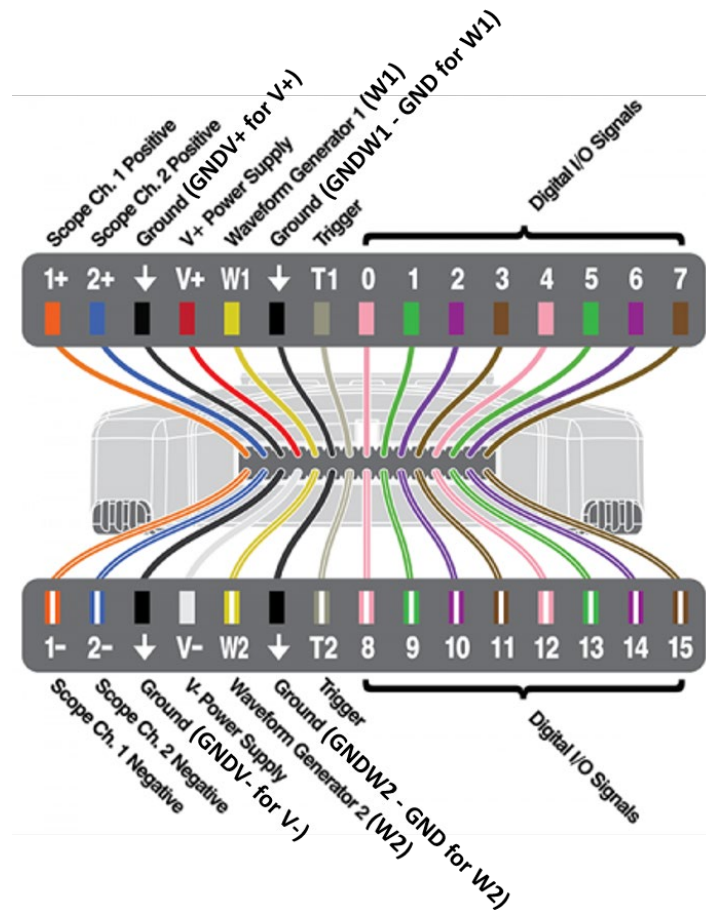 Scope Ch. 1 Positive
Scope Ch. 2 Positive
Ground (GNDV+ for V+)
V+ Power Supply
Waveform Generator 1 (W1)
Ground (GNDW1 - GND for W1)
Trigger
Digital I/O Signals
1+ 2+ ↓ V+ W1 ↓ T1 0 1 2 3 4 5 6 7
1- 2- ↓ V- W2 ↓ T2 8 9 10 11 12 13 14 15
Scope Ch. 1 Negative
Scope Ch. 2 Negative
Ground (GNDV- for V-)
V- Power Supply
Waveform Generator 2 (W2)
Ground (GNDW2 - GND for W2)
Trigger
Digital I/O Signals